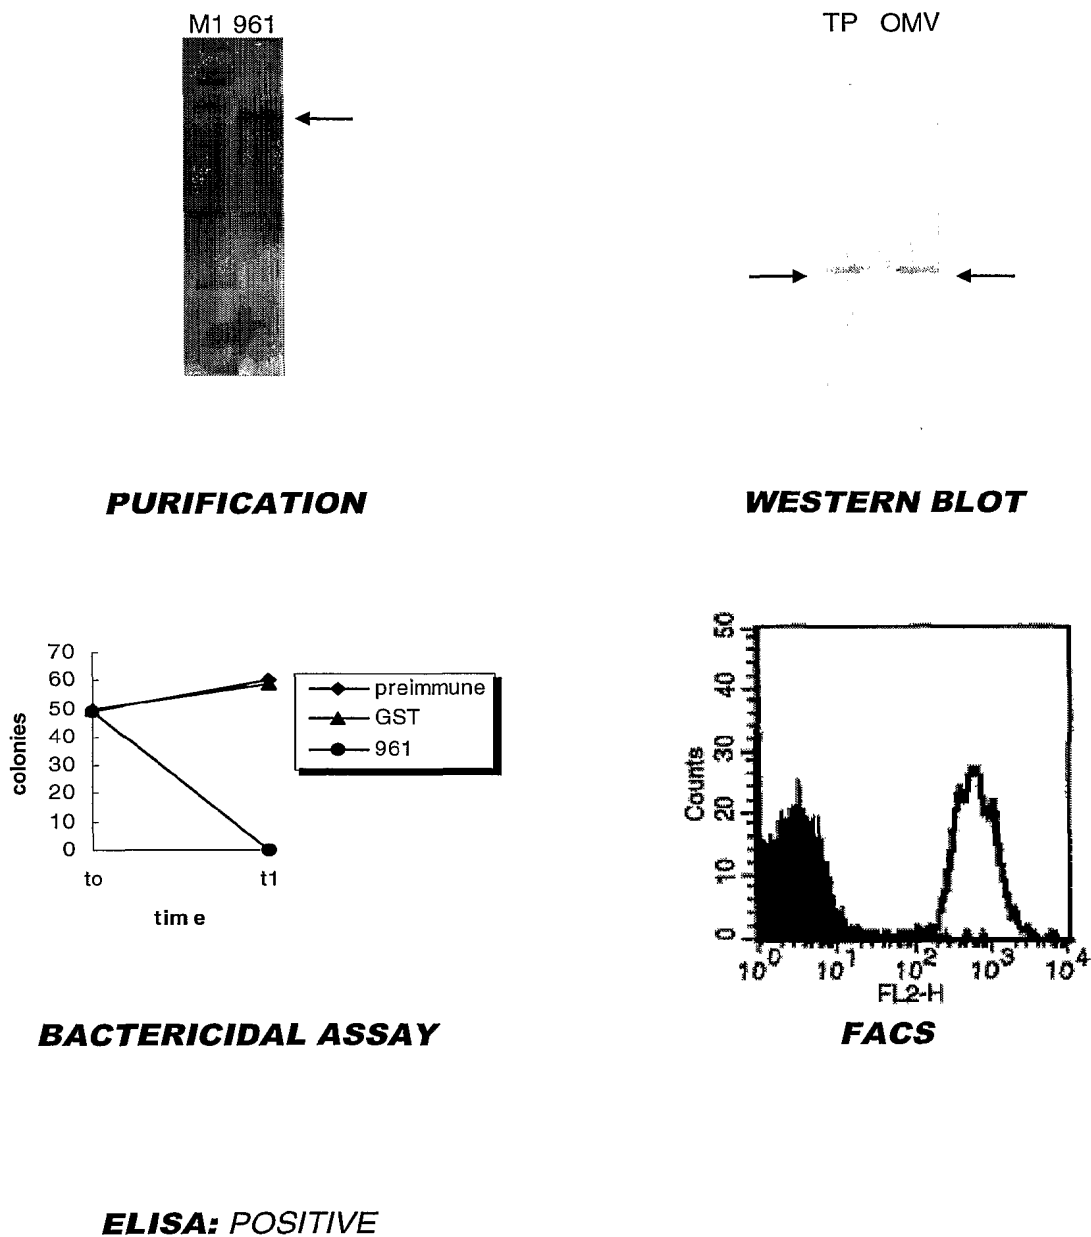 M1 961
TP OMV
PURIFICATION
WESTERN BLOT
70
60
50
40
30
20
10
0
colonies
to t1
time
preimmune
GST
961
BACTERICIDAL ASSAY
50
40
30
20
10
0
Counts
10^0 10^1 10^2 10^3 10^4
FL2-H
FACS
ELISA: POSITIVE